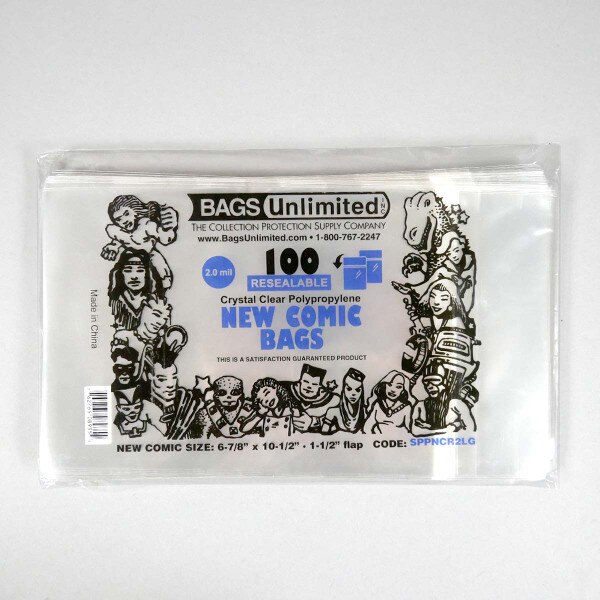 BAGS Unlimited INC.
THE COLLECTION PROTECTION SUPPLY COMPANY
www.BagsUnlimited.com • 1-800-767-2247
2.0 mil
100
RESEALABLE
Crystal Clear Polypropylene
NEW COMIC
BAGS
THIS IS A SATISFACTION GUARANTEED PRODUCT
Made in China
NEW COMIC SIZE: 6-7/8" x 10-1/2" • 1-1/2" flap CODE: SPPNCR2LG